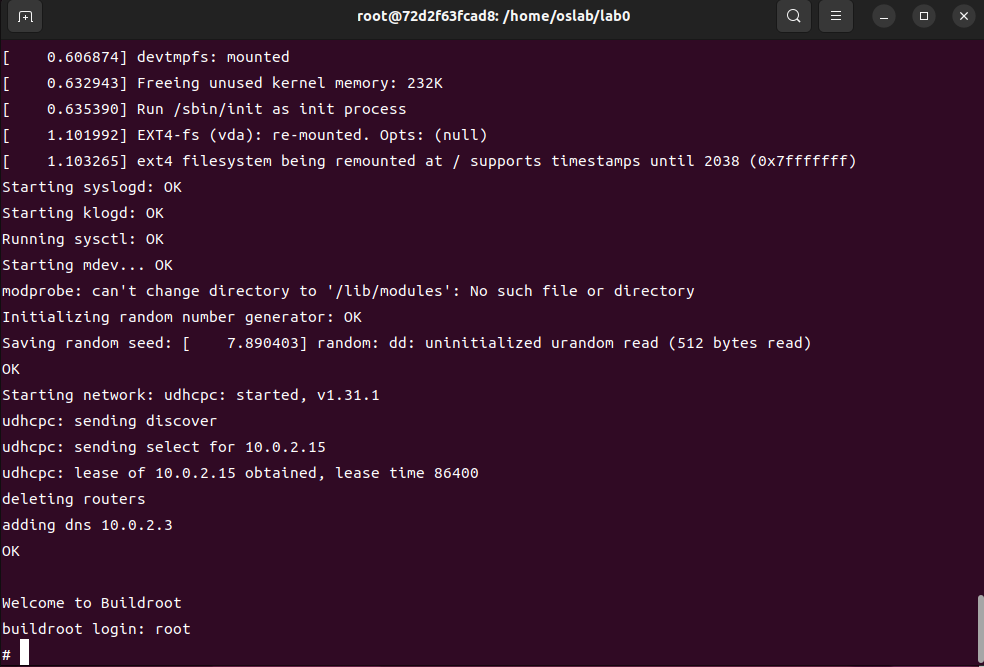 root@72d2f63fcad8: /home/oslab/lab0
[    0.606874] devtmpfs: mounted
[    0.632943] Freeing unused kernel memory: 232K
[    0.635390] Run /sbin/init as init process
[    1.101992] EXT4-fs (vda): re-mounted. Opts: (null)
[    1.103265] ext4 filesystem being remounted at / supports timestamps until 2038 (0x7fffffff)
Starting syslogd: OK
Starting klogd: OK
Running sysctl: OK
Starting mdev... OK
modprobe: can't change directory to '/lib/modules': No such file or directory
Initializing random number generator: OK
Saving random seed: [    7.890403] random: dd: uninitialized urandom read (512 bytes read)
OK
Starting network: udhcpc: started, v1.31.1
udhcpc: sending discover
udhcpc: sending select for 10.0.2.15
udhcpc: lease of 10.0.2.15 obtained, lease time 86400
deleting routers
adding dns 10.0.2.3
OK
Welcome to Buildroot
buildroot login: root
#